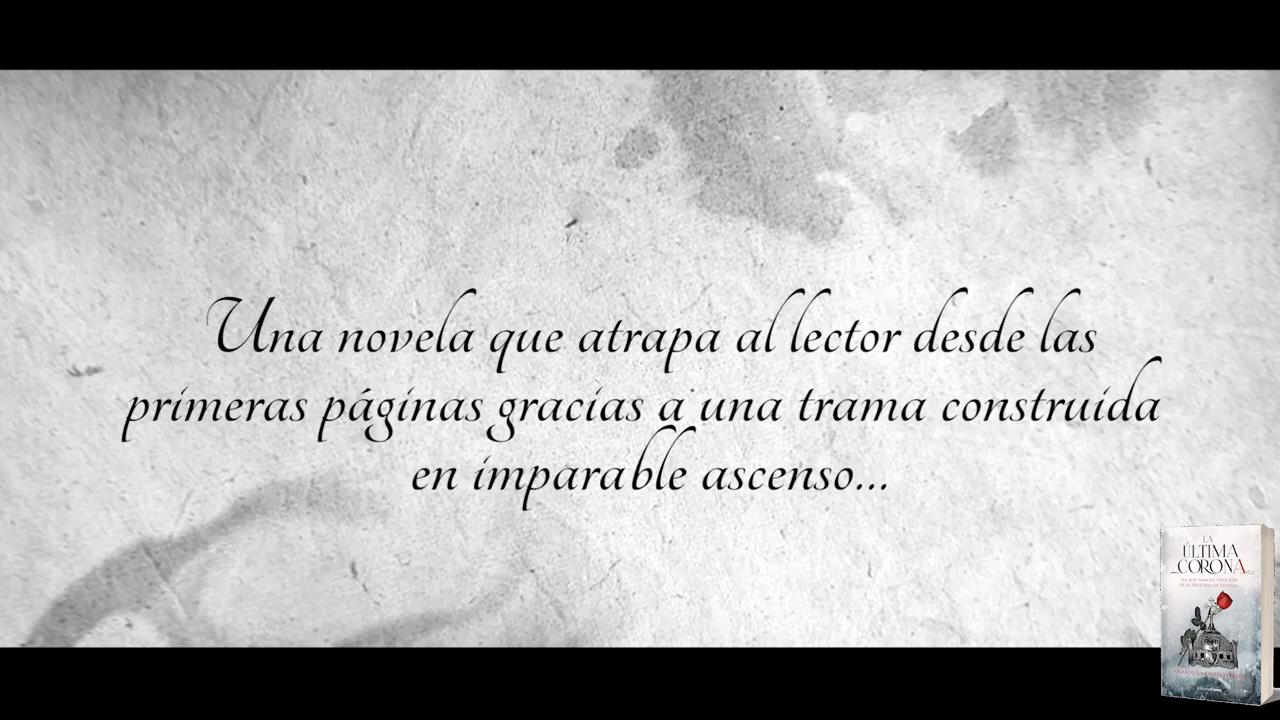 Una novela que atrapa al lector desde las
primeras páginas gracias a una trama construida
en imparable ascenso...
LA
ÚLTIMA
CORONA